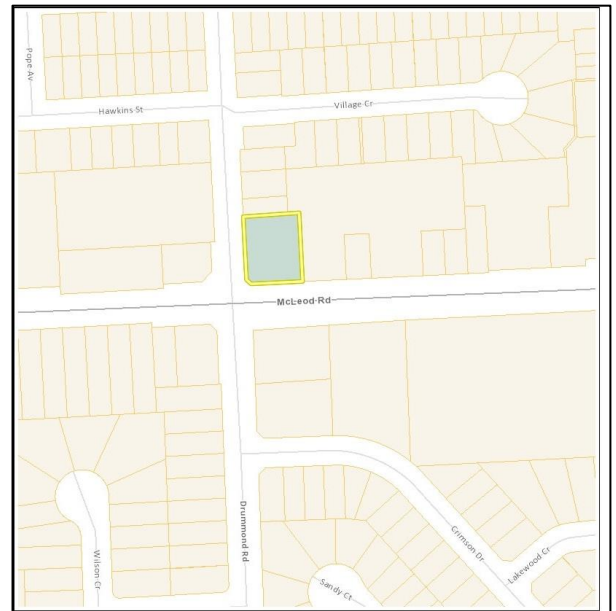 Pope Av
Hawkins St
Village Cr
McLeod Rd
Drummond Rd
Crimson Dr
Lakewood Cr
Wilson Cr
Sandy Ct